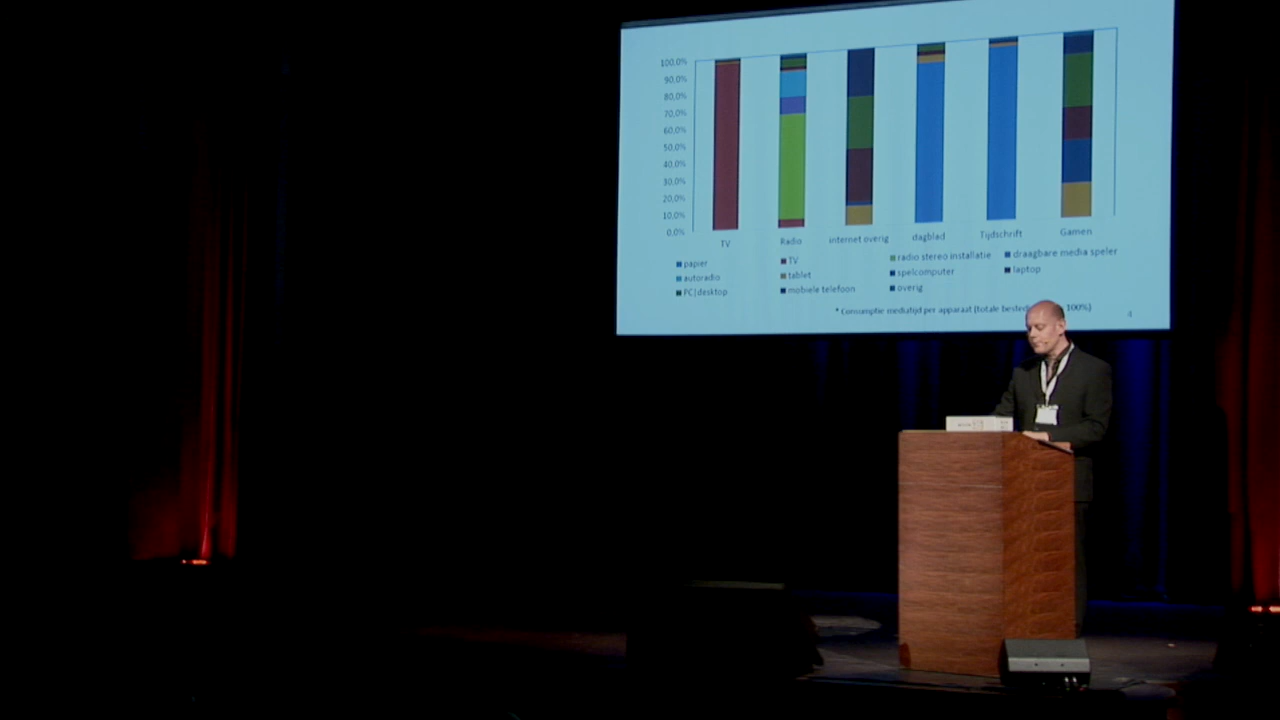 100,0%
90,0%
80,0%
70,0%
60,0%
50,0%
40,0%
30,0%
20,0%
10,0%
0,0%
TV Radio internet overig dagblad Tijdschrift Gamen
papier TV radio stereo installatie draagbare media speler
autoradio tablet spelcomputer laptop
PC|desktop mobiele telefoon overig
* Consumptie mediatijd per apparaat (totale 100%)
4